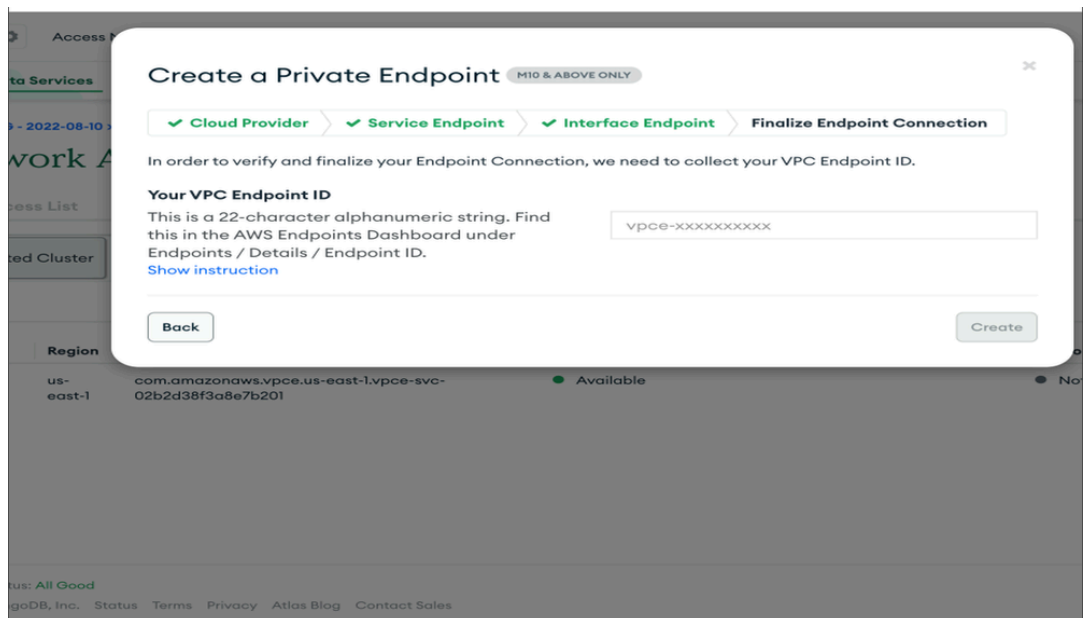 Access
Create a Private Endpoint M10 & ABOVE ONLY
ta Services
Cloud Provider Service Endpoint Interface Endpoint Finalize Endpoint Connection
- 2022-08-10
work A
In order to verify and finalize your Endpoint Connection, we need to collect your VPC Endpoint ID.
Your VPC Endpoint ID
cess List
This is a 22-character alphanumeric string. Find
this in the AWS Endpoints Dashboard under
Endpoints / Details / Endpoint ID.
Show instruction
vpce-xxxxxxxxxx
ted Cluster
Back
Create
Region
us-
east-1
com.amazonaws.vpce.us-east-1.vpce-svc-
02b2d38f3a8e7b201
Available
No
tus: All Good
goDB, Inc. Status Terms Privacy Atlas Blog Contact Sales